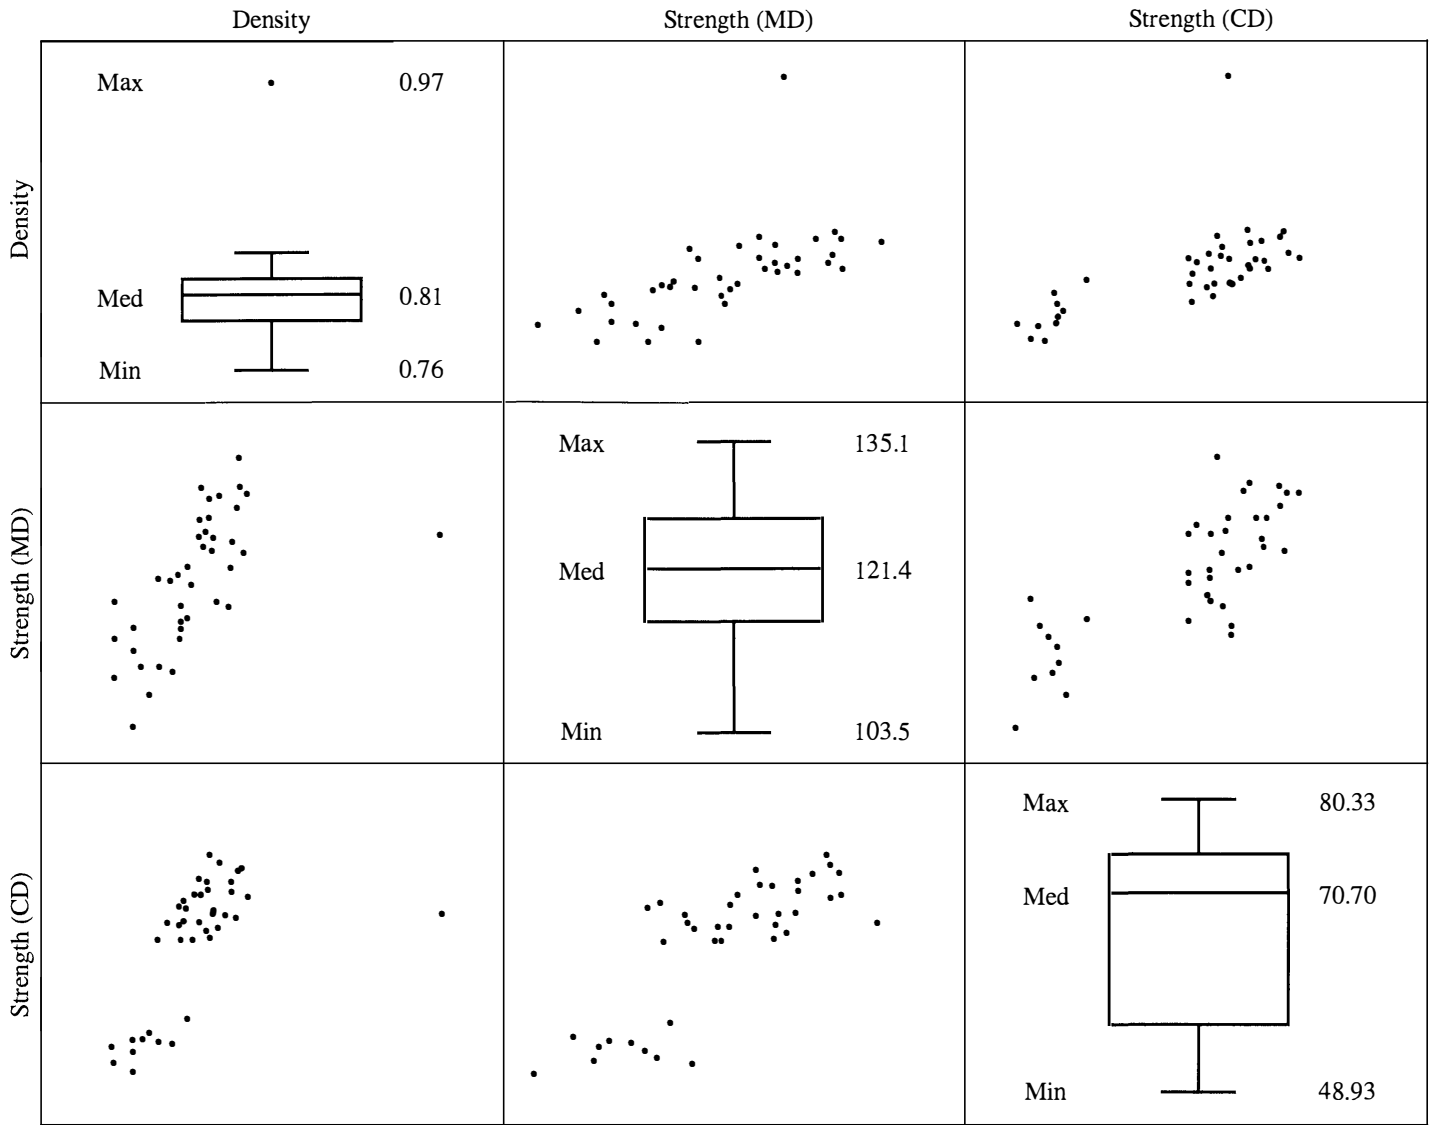 Density Strength (MD) Strength (CD)
Density
Max 0.97
Med 0.81
Min 0.76
Strength (MD)
Max 135.1
Med 121.4
Min 103.5
Strength (CD)
Max 80.33
Med 70.70
Min 48.93